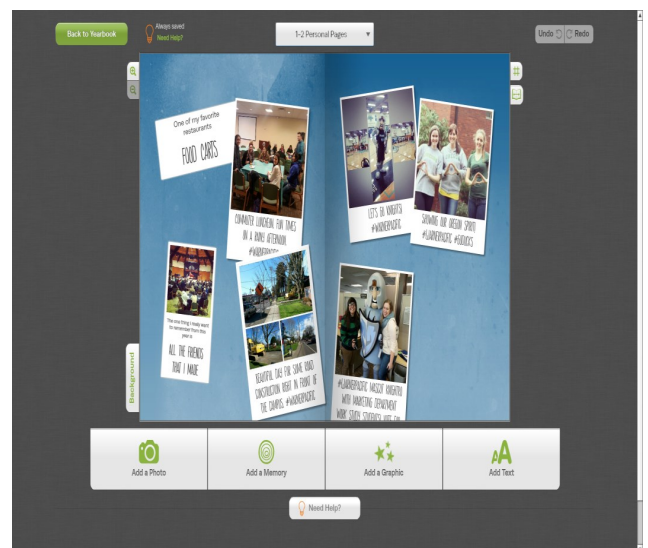 Back to Yearbook
Always saved
Need Help?
1-2 Personal Pages
Undo
Redo
One of my favorite
restaurants
FOOD CARTS
COMMUTER LUNCHEON. FUN TIMES
ON A RAINY AFTERNOON.
#WARNERPACIFIC
LET'S GO KNIGHTS!
#WARNERPACIFIC
SHOWING OUR OREGON SPIRIT!
#WARNERPACIFIC #GODUCKS
The one thing I really want
to remember from this
year is
ALL THE FRIENDS
THAT I MADE
BEAUTIFUL DAY FOR SOME ROAD
CONSTRUCTION RIGHT IN FRONT OF
THE CAMPUS. #WARNERPACIFIC
#WARNERPACIFIC MASCOT KNIGHTRO
WITH MARKETING DEPARTMENT
WORK STUDY STUDENTS!
Background
Add a Photo
Add a Memory
Add a Graphic
Add Text
Need Help?